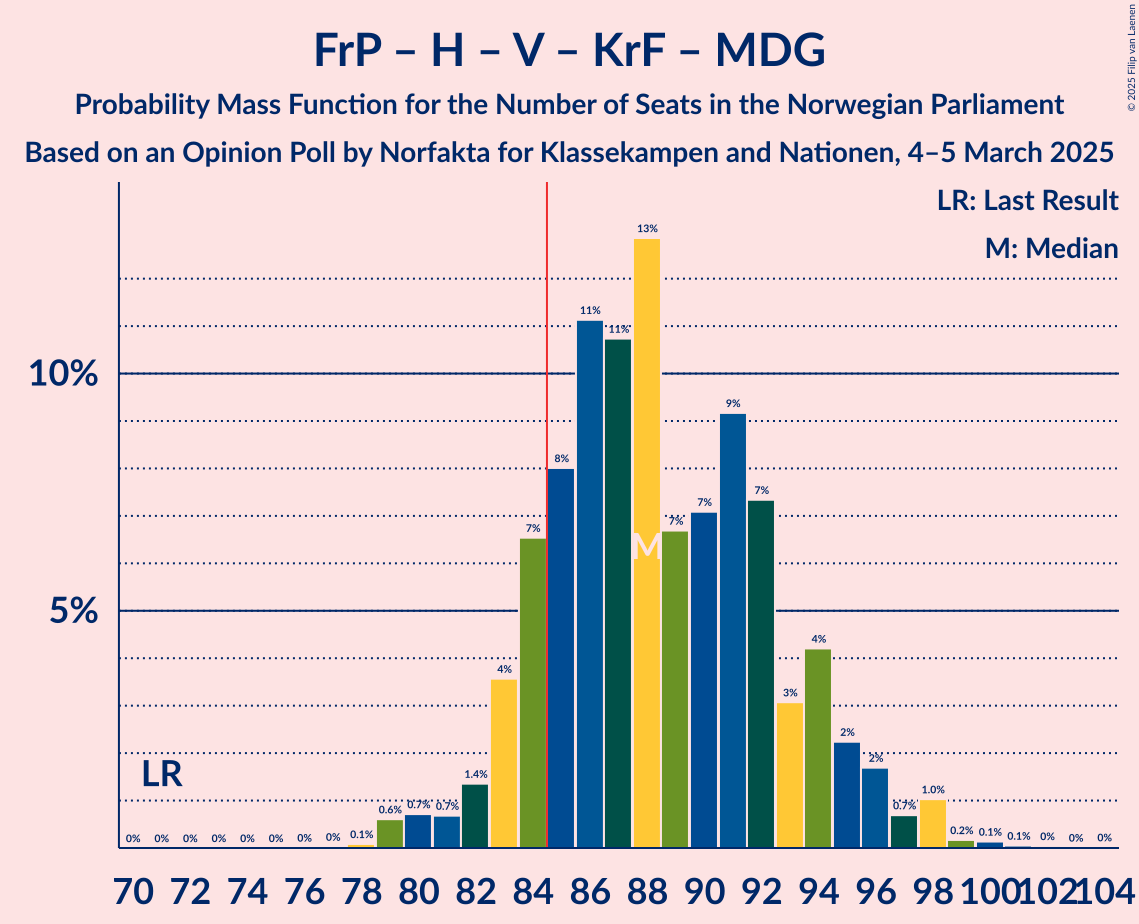 FrP – H – V – KrF – MDG
Probability Mass Function for the Number of Seats in the Norwegian Parliament
Based on an Opinion Poll by Norfakta for Klassekampen and Nationen, 4–5 March 2025
© 2025 Filip van Laenen
LR: Last Result
M: Median
10%
5%
LR
M
0% 0% 0% 0% 0% 0% 0% 0% 0.1% 0.6% 0.7% 0.7% 1.4% 4% 7% 8% 11% 11% 13% 7% 7% 9% 7% 3% 4% 2% 2% 0.7% 1.0% 0.2% 0.1% 0.1% 0% 0% 0%
70 72 74 76 78 80 82 84 86 88 90 92 94 96 98 100 102 104